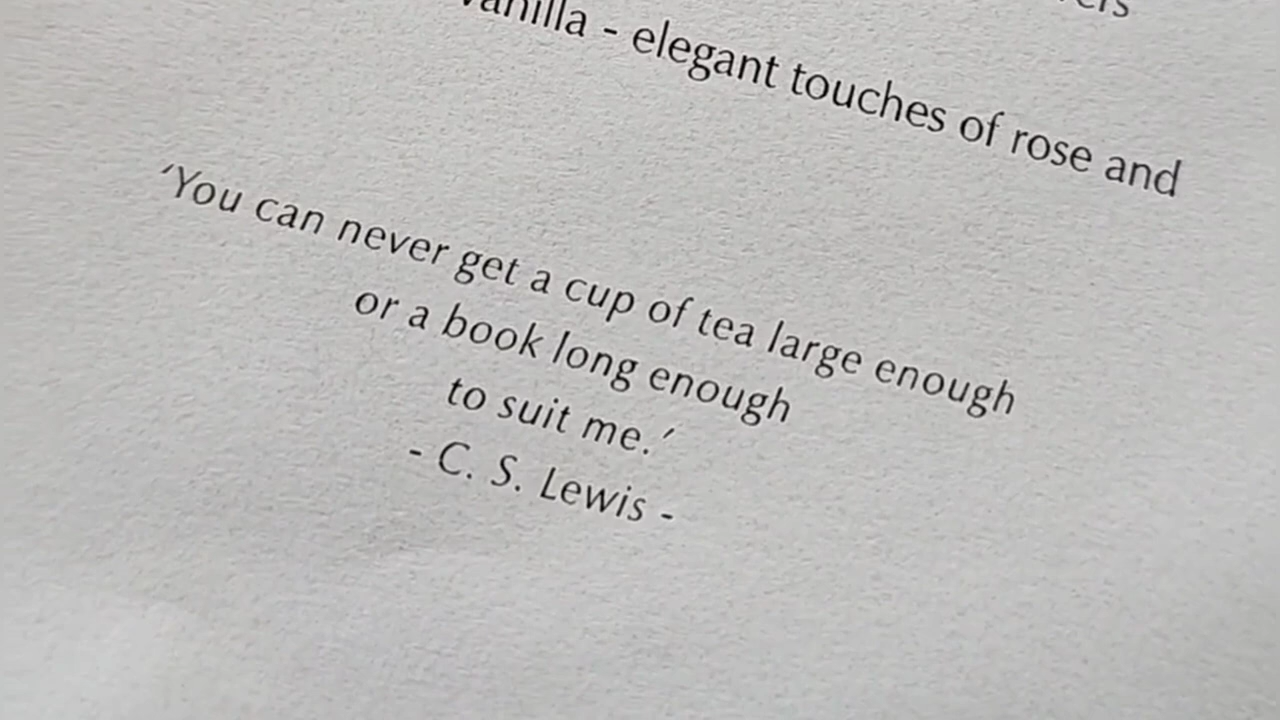 vanilla - elegant touches of rose and
‘You can never get a cup of tea large enough
or a book long enough
to suit me.’
- C. S. Lewis -